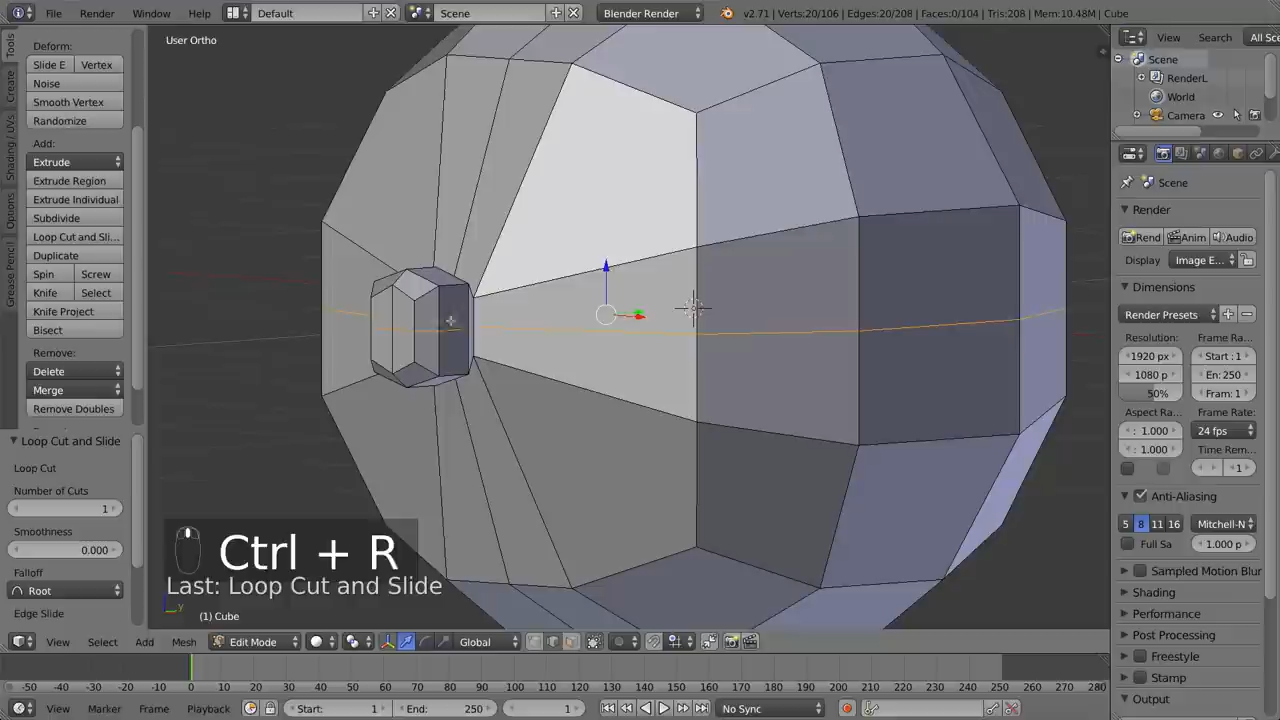 File Render Window Help Default Scene Blender Render v2.71 | Verts:20/106 | Edges:20/208 | Faces:0/104 | Tris:208 | Mem:10.48M | Cube
User Ortho
Tools
Create
Shading / UVs
Options
Grease Pencil
Deform:
Slide E Vertex
Noise
Smooth Vertex
Randomize
Add:
Extrude
Extrude Region
Extrude Individual
Subdivide
Loop Cut and Sli...
Duplicate
Spin Screw
Knife Select
Knife Project
Bisect
Remove:
Delete
Merge
Remove Doubles
Loop Cut and Slide
Loop Cut
Number of Cuts
1
Smoothness
0.000
Falloff
Root
Edge Slide
Ctrl + R
Last: Loop Cut and Slide
y
(1) Cube
View Select Add Mesh Edit Mode Global
-50 -40 -30 -20 -10 0 10 20 30 40 50 60 70 80 90 100 110 120 130 140 150 160 170 180 190 200 210 220 230 240 250 260 270 280
View Marker Frame Playback Start: 1 End: 250 1 No Sync
View Search All Sce
Scene
RenderL
World
Camera
Scene
Render
Rend Anim Audio
Display Image E...
Dimensions
Render Presets
Resolution: Frame Ra...
1920 px Start : 1
1080 p En: 250
50% Fram: 1
Aspect Ra... Frame Rate:
1.000 24 fps
1.000 Time Rem...
1
Anti-Aliasing
5 8 11 16 Mitchell-N
Full Sa 1.000 p
Sampled Motion Blur
Shading
Performance
Post Processing
Freestyle
Stamp
Output